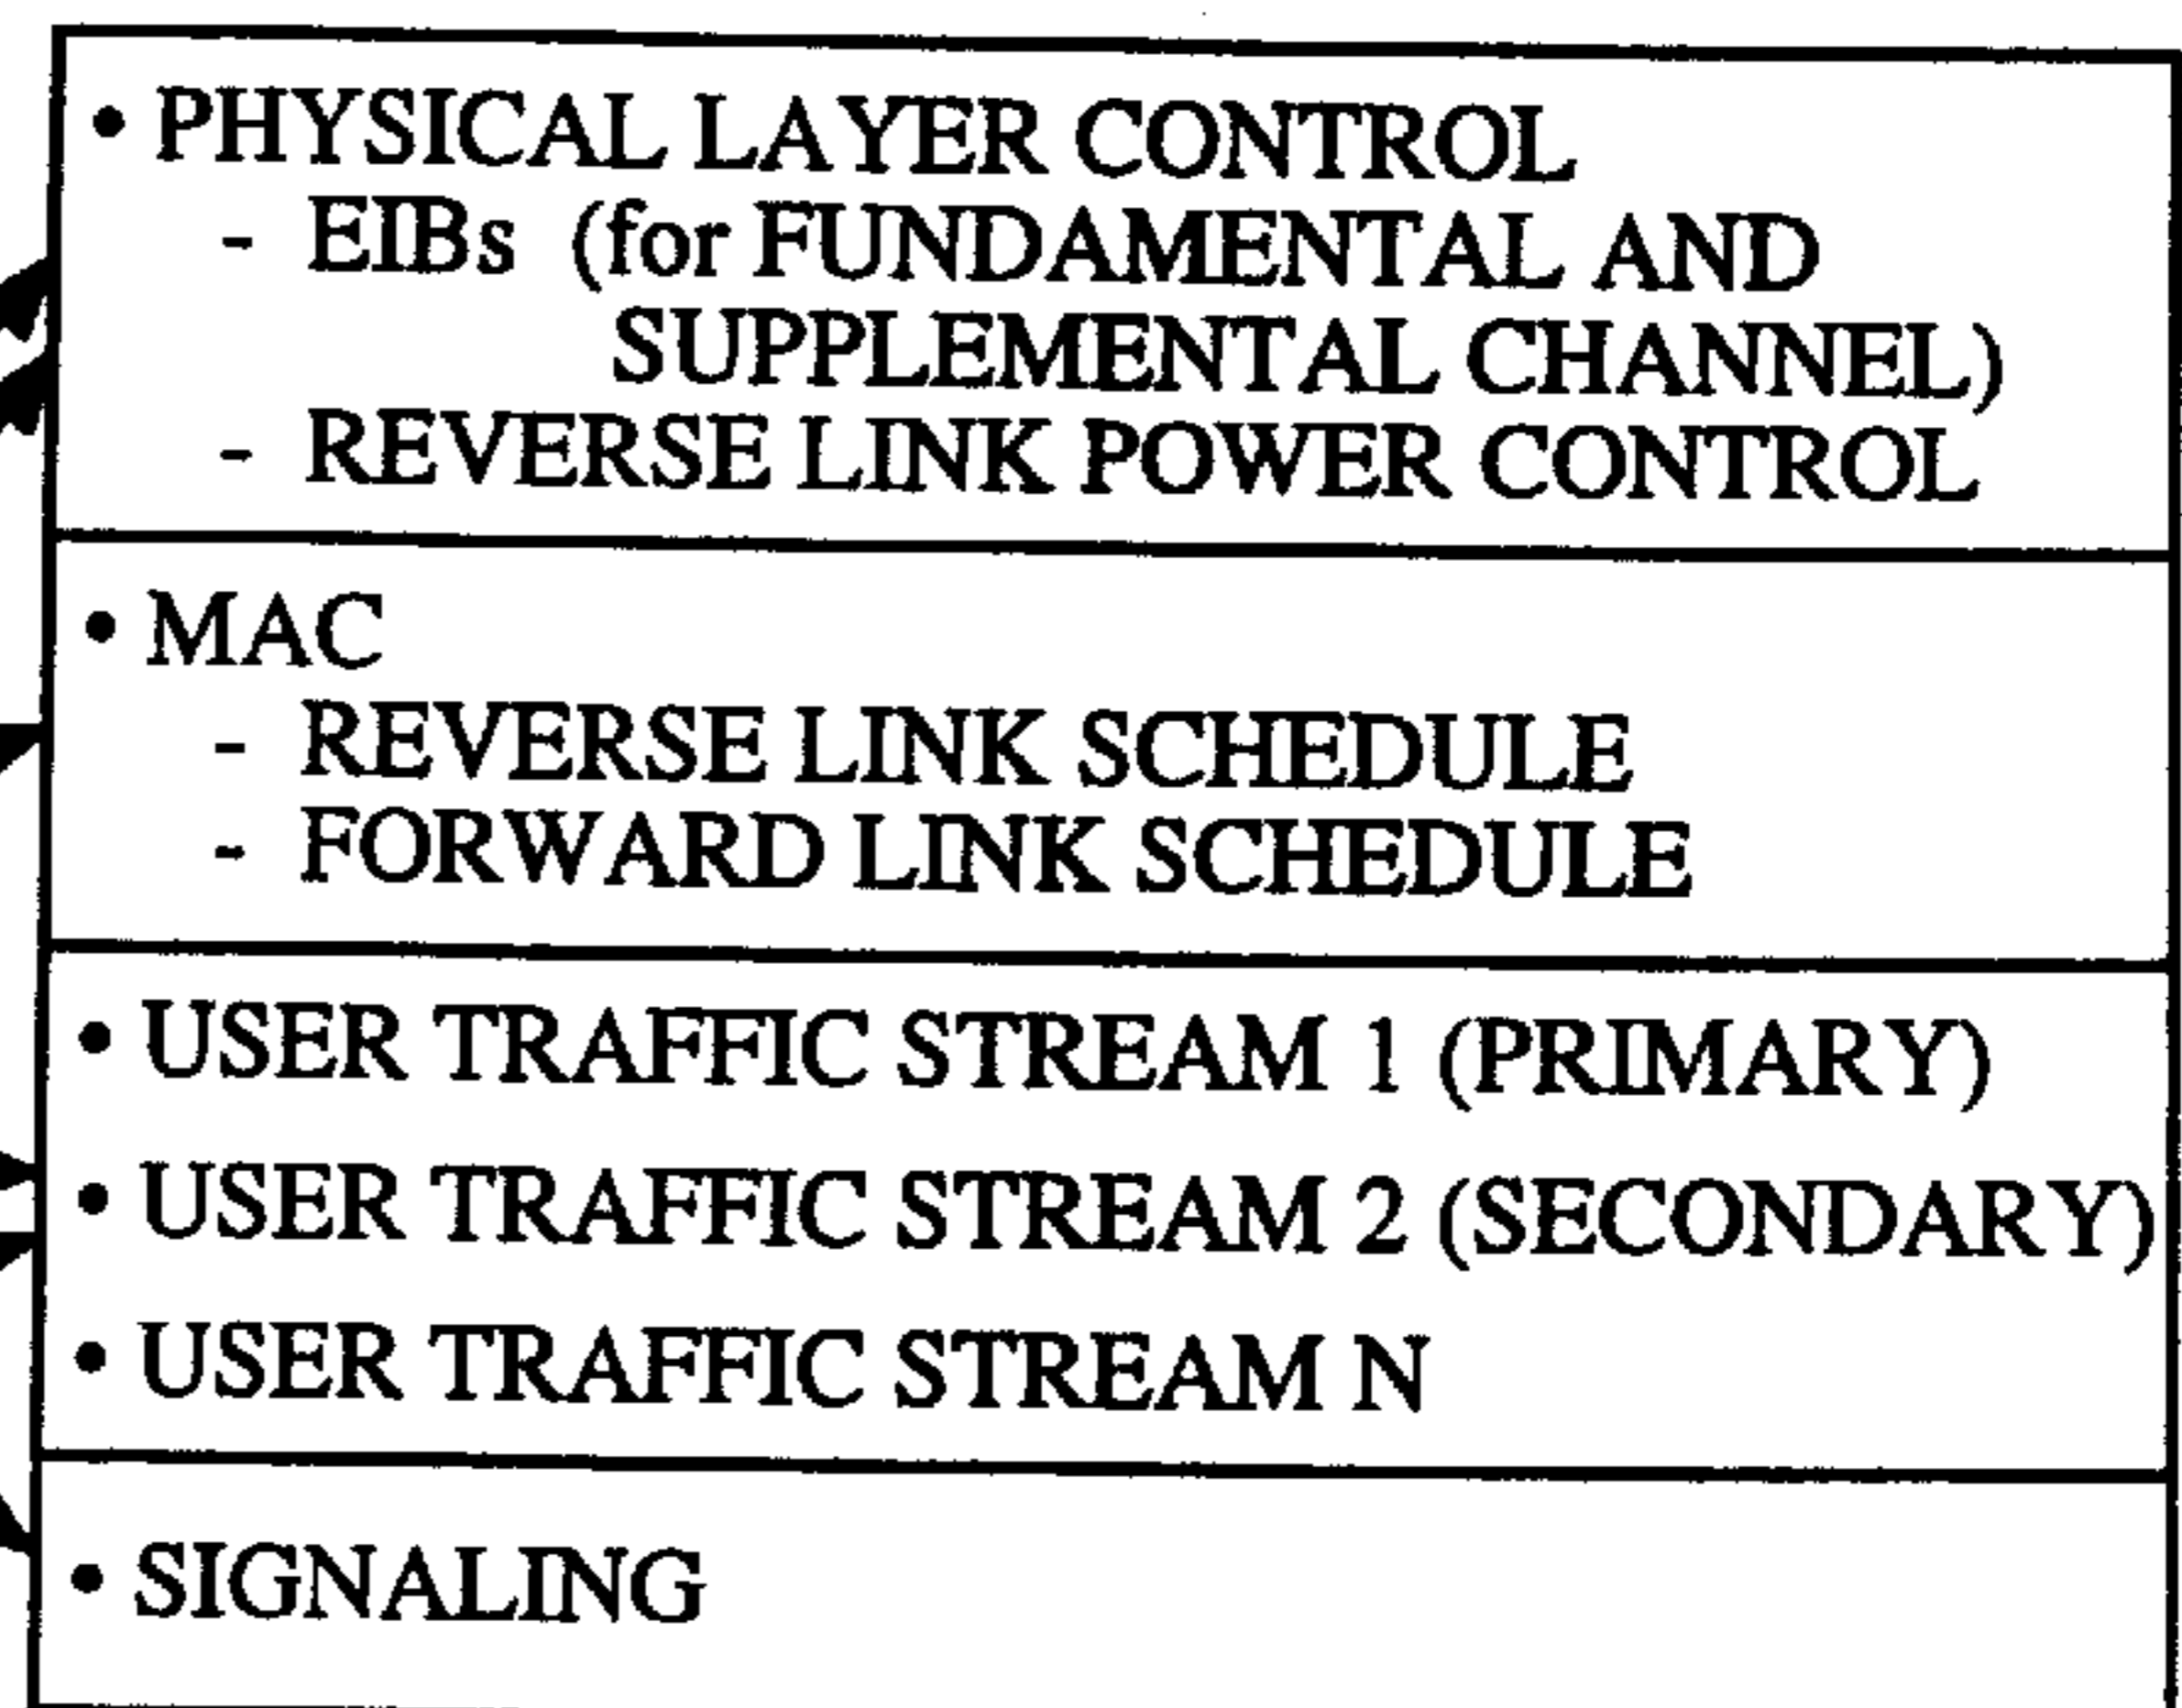 • PHYSICAL LAYER CONTROL
- EIBs (for FUNDAMENTAL AND
SUPPLEMENTAL CHANNEL)
- REVERSE LINK POWER CONTROL
• MAC
- REVERSE LINK SCHEDULE
- FORWARD LINK SCHEDULE
• USER TRAFFIC STREAM 1 (PRIMARY)
• USER TRAFFIC STREAM 2 (SECONDARY)
• USER TRAFFIC STREAM N
• SIGNALING